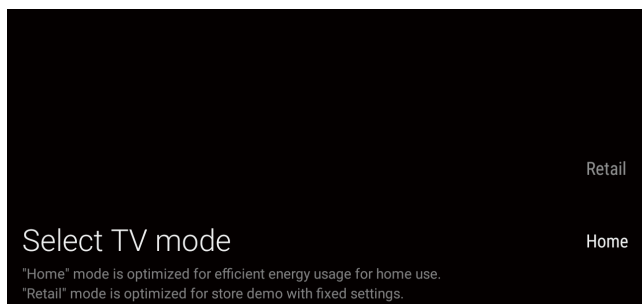 Retail
Select TV mode
Home
"Home" mode is optimized for efficient energy usage for home use.
"Retail" mode is optimized for store demo with fixed settings.